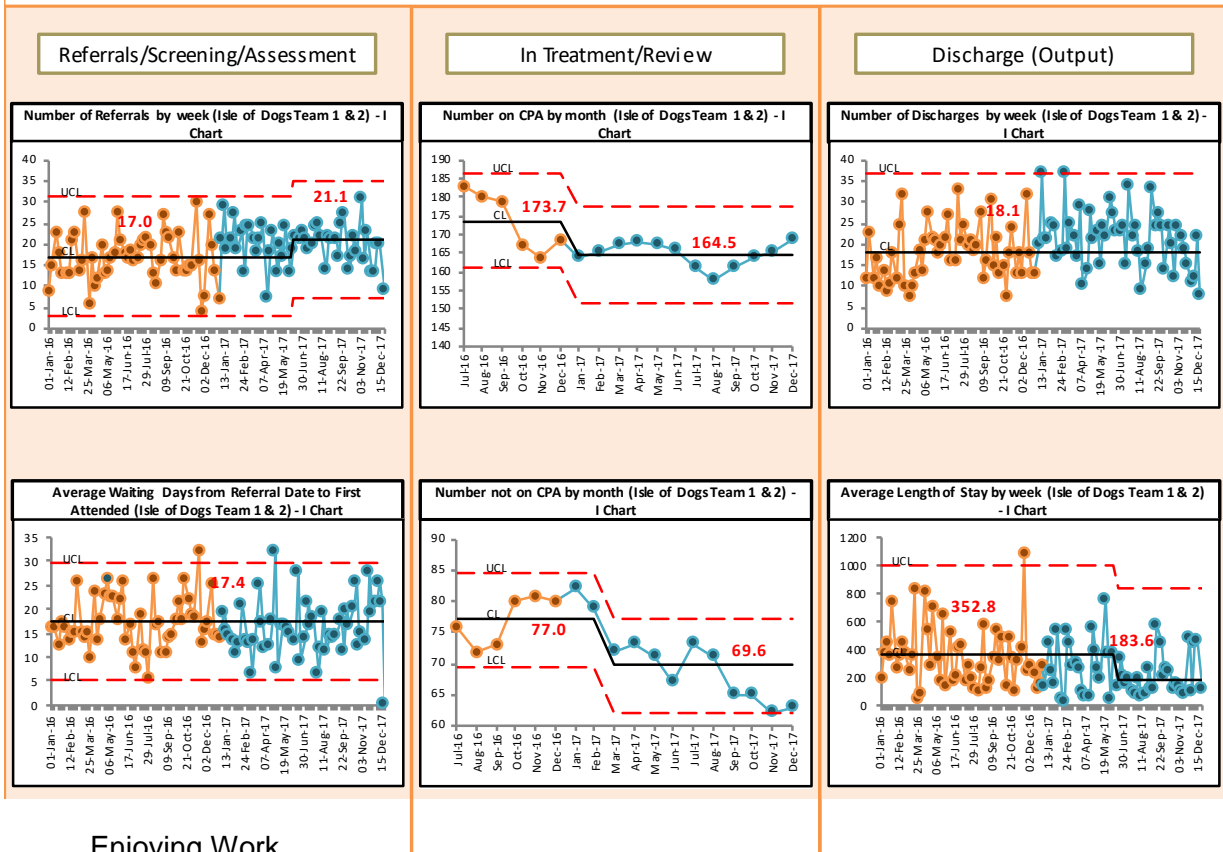 Referrals/Screening/Assessment
In Treatment/Review
Discharge (Output)
Number of Referrals by week (Isle of Dogs Team 1 & 2) - I
Chart
40
35
30
25
20
15
10
5
0
UCL
CL
LCL
17.0
21.1
01-Jan-16
12-Feb-16
25-Mar-16
06-May-16
17-Jun-16
29-Jul-16
09-Sep-16
21-Oct-16
02-Dec-16
13-Jan-17
24-Feb-17
07-Apr-17
19-May-17
30-Jun-17
11-Aug-17
22-Sep-17
03-Nov-17
15-Dec-17
Number on CPA by month (Isle of Dogs Team 1 & 2) - I
Chart
190
185
180
175
170
165
160
155
150
145
140
UCL
CL
LCL
173.7
164.5
Jul-16
Aug-16
Sep-16
Oct-16
Nov-16
Dec-16
Jan-17
Feb-17
Mar-17
Apr-17
May-17
Jun-17
Jul-17
Aug-17
Sep-17
Oct-17
Nov-17
Dec-17
Number of Discharges by week (Isle of Dogs Team 1 & 2) -
I Chart
40
35
30
25
20
15
10
5
0
UCL
CL
18.1
01-Jan-16
12-Feb-16
25-Mar-16
06-May-16
17-Jun-16
29-Jul-16
09-Sep-16
21-Oct-16
02-Dec-16
13-Jan-17
24-Feb-17
07-Apr-17
19-May-17
30-Jun-17
11-Aug-17
22-Sep-17
03-Nov-17
15-Dec-17
Average Waiting Days from Referral Date to First
Attended (Isle of Dogs Team 1 & 2) - I Chart
35
30
25
20
15
10
5
0
UCL
CL
LCL
17.4
01-Jan-16
12-Feb-16
25-Mar-16
06-May-16
17-Jun-16
29-Jul-16
09-Sep-16
21-Oct-16
02-Dec-16
13-Jan-17
24-Feb-17
07-Apr-17
19-May-17
30-Jun-17
11-Aug-17
22-Sep-17
03-Nov-17
15-Dec-17
Number not on CPA by month (Isle of Dogs Team 1 & 2) -
I Chart
90
85
80
75
70
65
60
UCL
CL
LCL
77.0
69.6
Jul-16
Aug-16
Sep-16
Oct-16
Nov-16
Dec-16
Jan-17
Feb-17
Mar-17
Apr-17
May-17
Jun-17
Jul-17
Aug-17
Sep-17
Oct-17
Nov-17
Dec-17
Average Length of Stay by week (Isle of Dogs Team 1 & 2)
- I Chart
1200
1000
800
600
400
200
0
UCL
CL
352.8
183.6
01-Jan-16
12-Feb-16
25-Mar-16
06-May-16
17-Jun-16
29-Jul-16
09-Sep-16
21-Oct-16
02-Dec-16
13-Jan-17
24-Feb-17
07-Apr-17
19-May-17
30-Jun-17
11-Aug-17
22-Sep-17
03-Nov-17
15-Dec-17
Enjoying Work